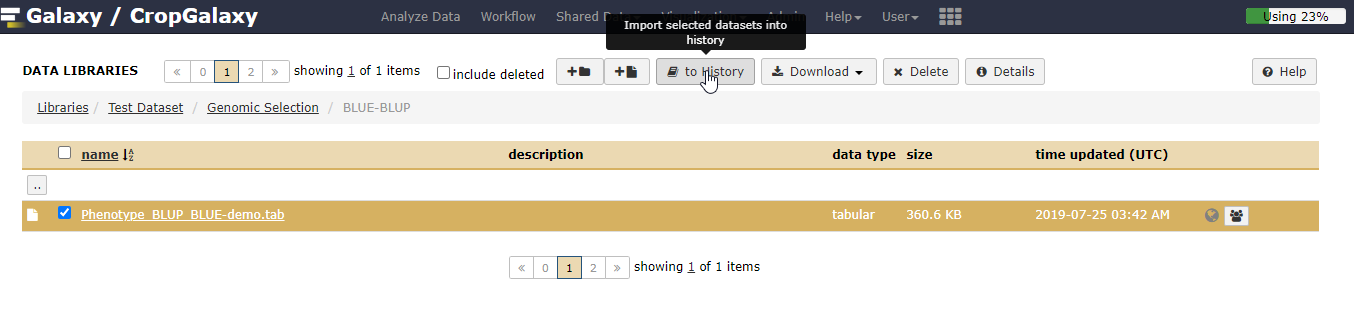 Galaxy / CropGalaxy
Analyze Data Workflow Shared Data Visualization Admin Help User Using 23%
Import selected datasets into
history
DATA LIBRARIES « 0 1 2 » showing 1 of 1 items include deleted + + to History Download Delete Details Help
Libraries / Test Dataset / Genomic Selection / BLUE-BLUP
name description data type size time updated (UTC)
..
Phenotype_BLUP_BLUE-demo.tab tabular 360.6 KB 2019-07-25 03:42 AM
« 0 1 2 » showing 1 of 1 items